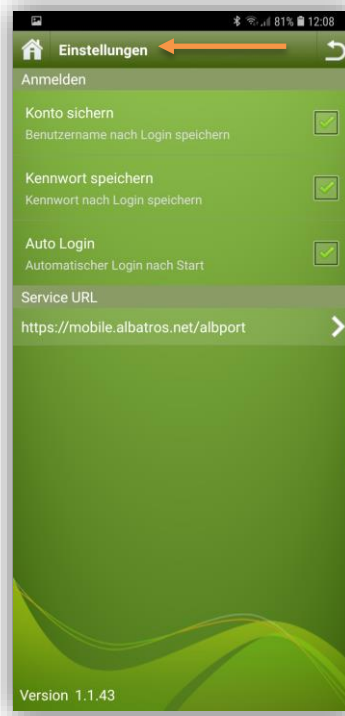 81% 12:08
Einstellungen
Anmelden
Konto sichern
Benutzername nach Login speichern
Kennwort speichern
Kennwort nach Login speichern
Auto Login
Automatischer Login nach Start
Service URL
https://mobile.albatros.net/albport
Version 1.1.43